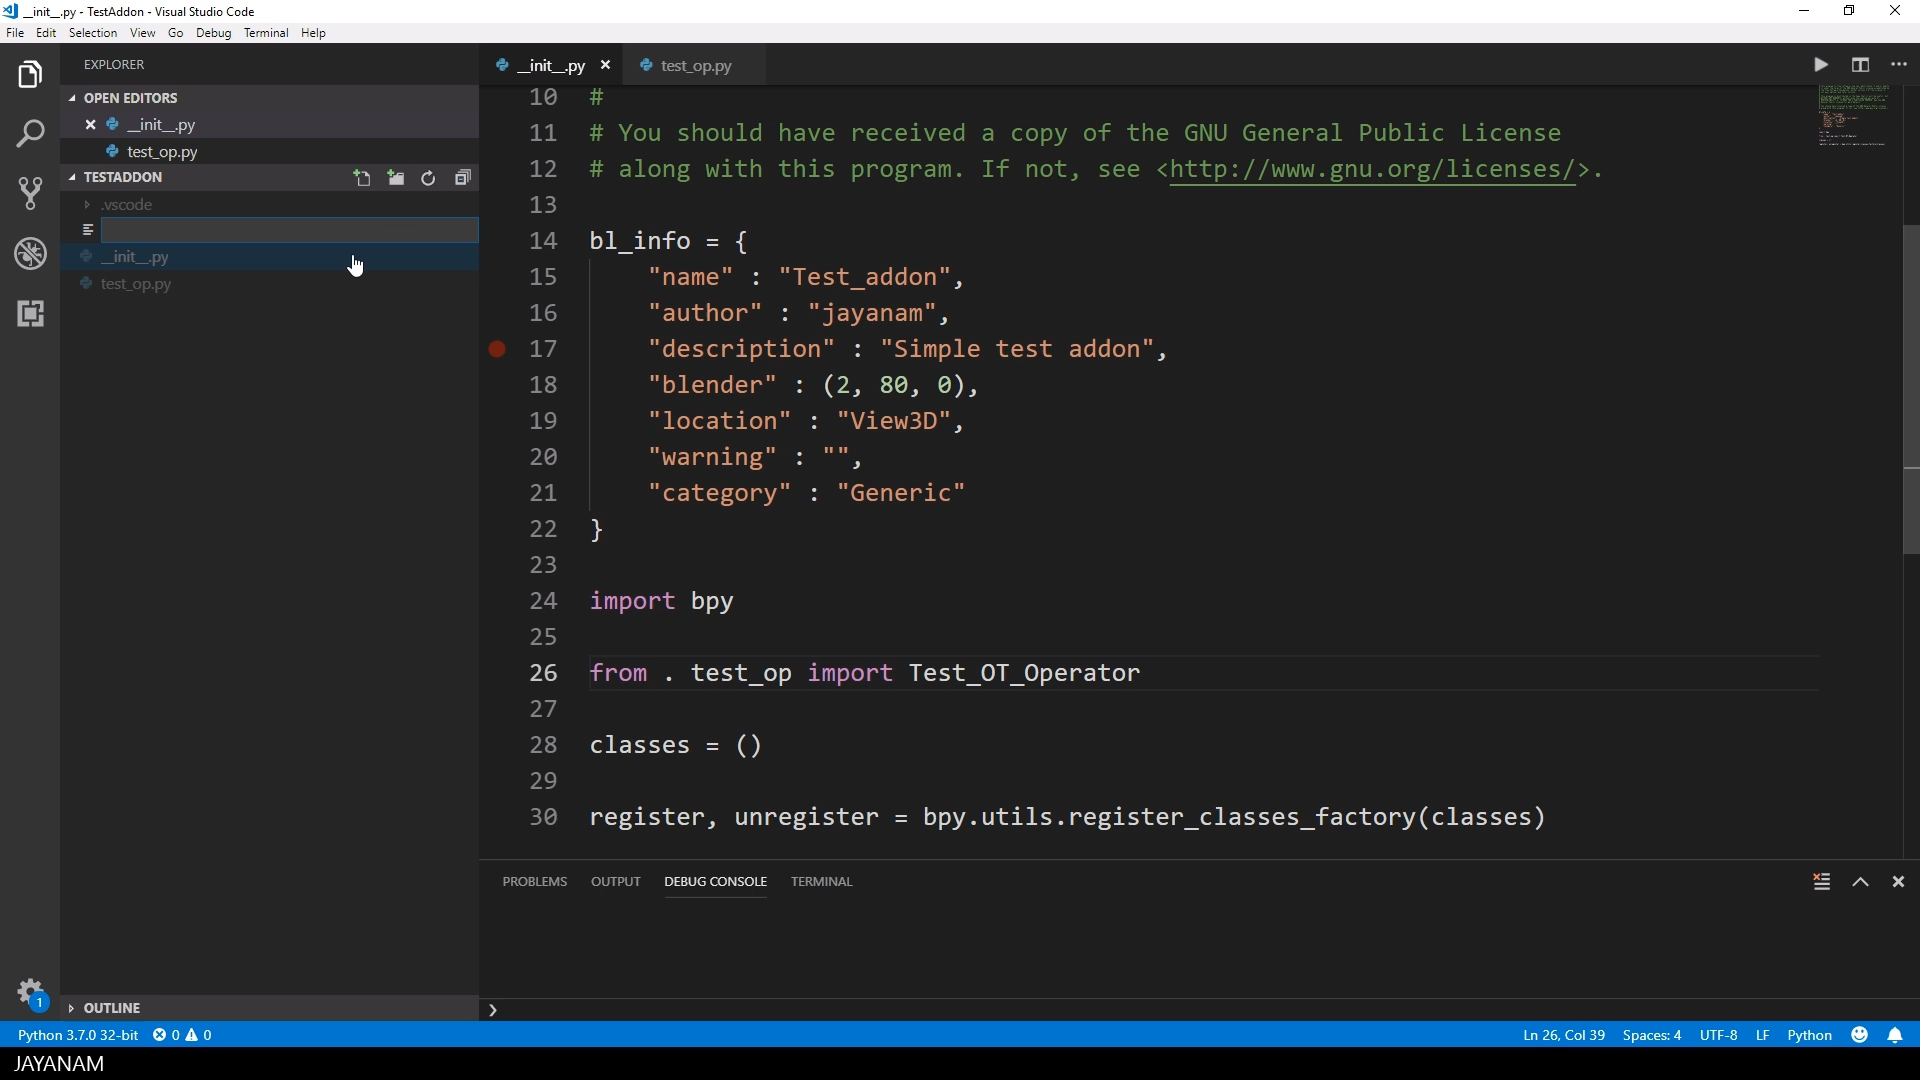 __init__.py - TestAddon - Visual Studio Code
File Edit Selection View Go Debug Terminal Help
EXPLORER
OPEN EDITORS
__init__.py
test_op.py
TESTADDON
.vscode
__init__.py
test_op.py
OUTLINE
__init__.py test_op.py
10 #
11 # You should have received a copy of the GNU General Public License
12 # along with this program. If not, see <http://www.gnu.org/licenses/>.
13
14 bl_info = {
15 "name" : "Test_addon",
16 "author" : "jayanam",
17 "description" : "Simple test addon",
18 "blender" : (2, 80, 0),
19 "location" : "View3D",
20 "warning" : "",
21 "category" : "Generic"
22 }
23
24 import bpy
25
26 from . test_op import Test_OT_Operator
27
28 classes = ()
29
30 register, unregister = bpy.utils.register_classes_factory(classes)
PROBLEMS OUTPUT DEBUG CONSOLE TERMINAL
1
Python 3.7.0 32-bit 0 0 Ln 26, Col 39 Spaces: 4 UTF-8 LF Python
JAYANAM